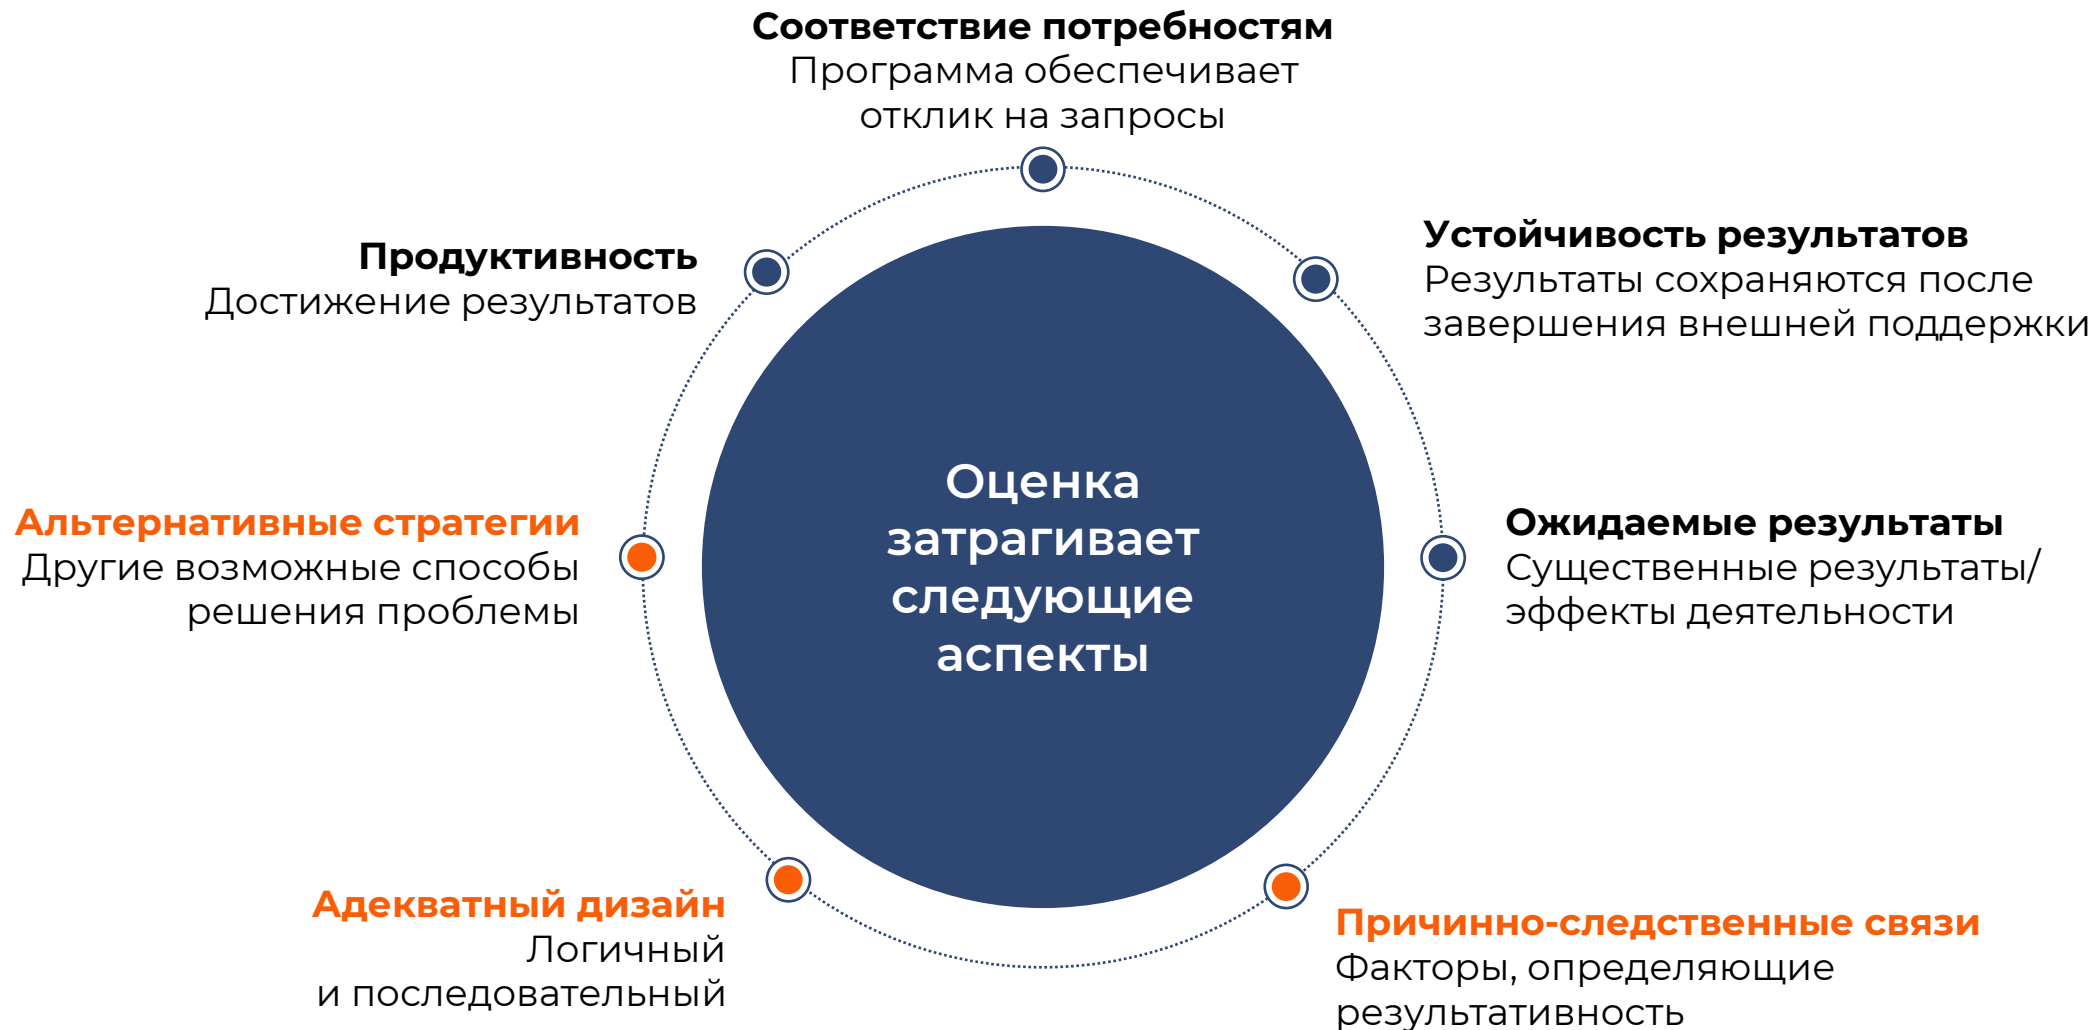 Соответствие потребностям
Программа обеспечивает
отклик на запросы
Продуктивность
Достижение результатов
Устойчивость результатов
Результаты сохраняются после
завершения внешней поддержки
Альтернативные стратегии
Другие возможные способы
решения проблемы
Оценка
затрагивает
следующие
аспекты
Ожидаемые результаты
Существенные результаты/
эффекты деятельности
Адекватный дизайн
Логичный
и последовательный
Причинно-следственные связи
Факторы, определяющие
результативность